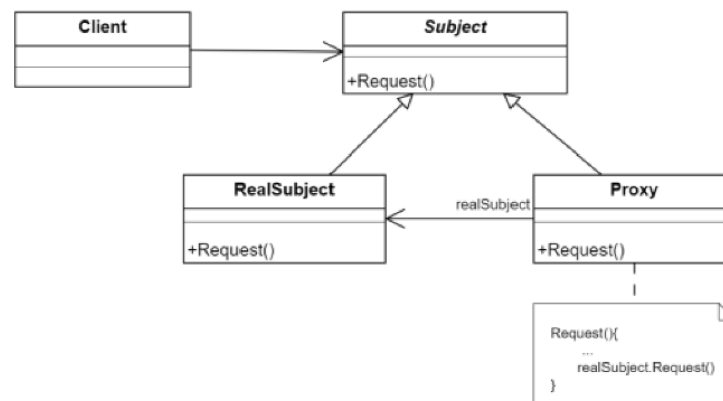 Client
Subject
+Request()
RealSubject
+Request()
realSubject
Proxy
+Request()
Request(){
...
realSubject.Request()
}